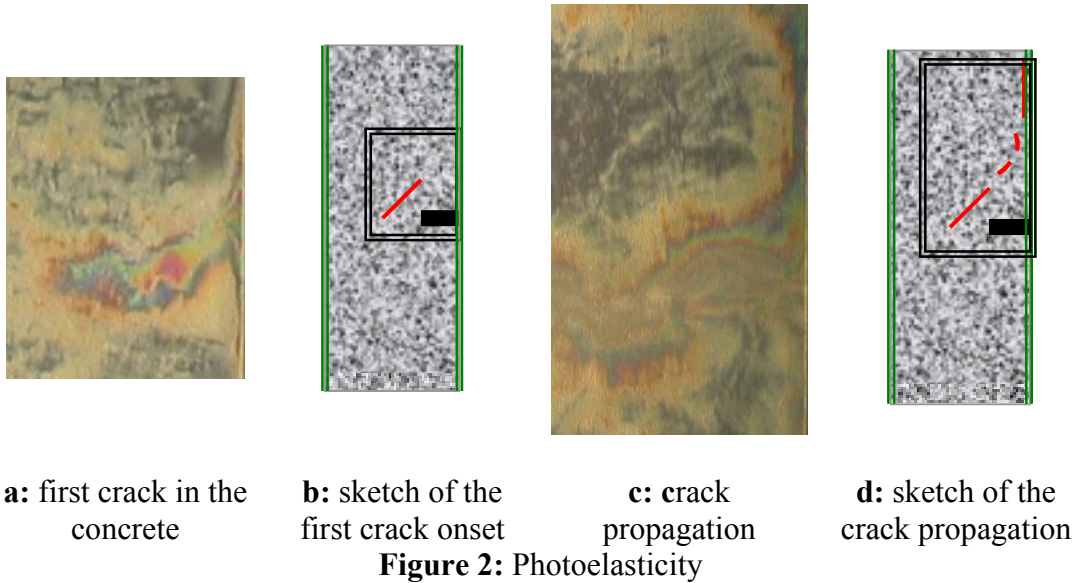 a: first crack in the
concrete
b: sketch of the
first crack onset
c: crack
propagation
d: sketch of the
crack propagation
Figure 2: Photoelasticity